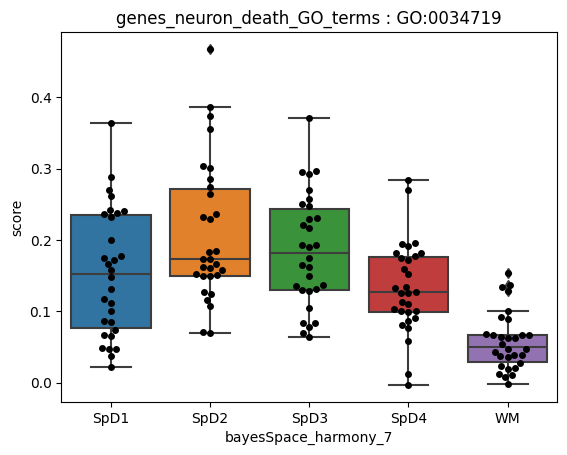 genes_neuron_death_GO_terms : GO:0034719
score
0.4
0.3
0.2
0.1
0.0
SpD1 SpD2 SpD3 SpD4 WM
bayesSpace_harmony_7